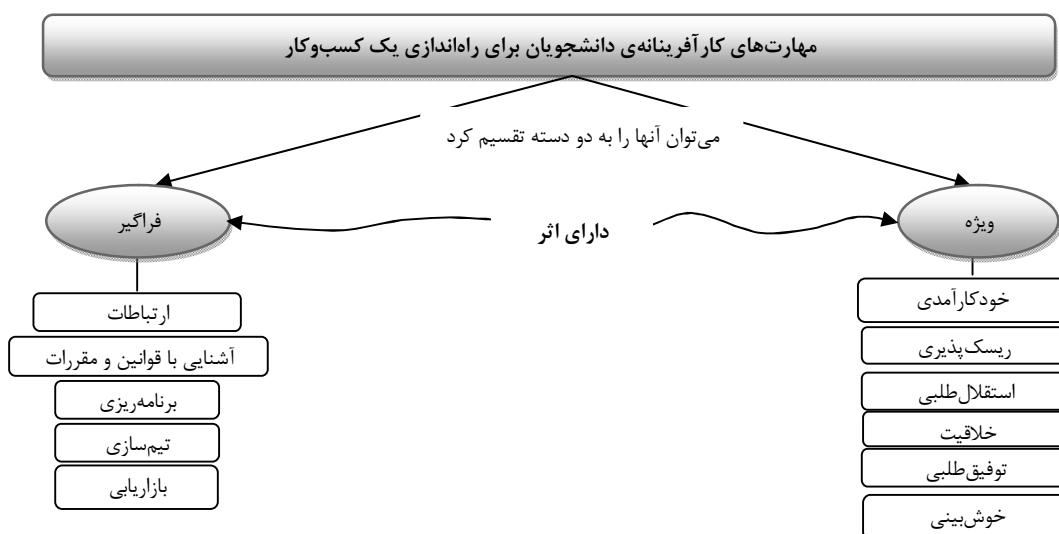 مهارت‌های کارآفرینانه‌ی دانشجویان برای راه‌اندازی یک کسب‌وکار
می‌توان آنها را به دو دسته تقسیم کرد
ویژه
دارای اثر
فراگیر
خودکارآمدی
ریسک‌پذیری
استقلال‌طلبی
خلاقیت
توفیق‌طلبی
خوش‌بینی
ارتباطات
آشنایی با قوانین و مقررات
برنامه‌ریزی
تیم‌سازی
بازاریابی